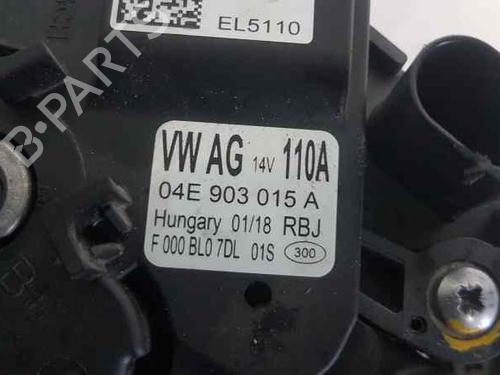 EL5110
VW AG 14V 110A
04E 903 015 A
Hungary 01/18 RBJ
F 000 BL0 7DL 01S 300
B-PARTS
B+